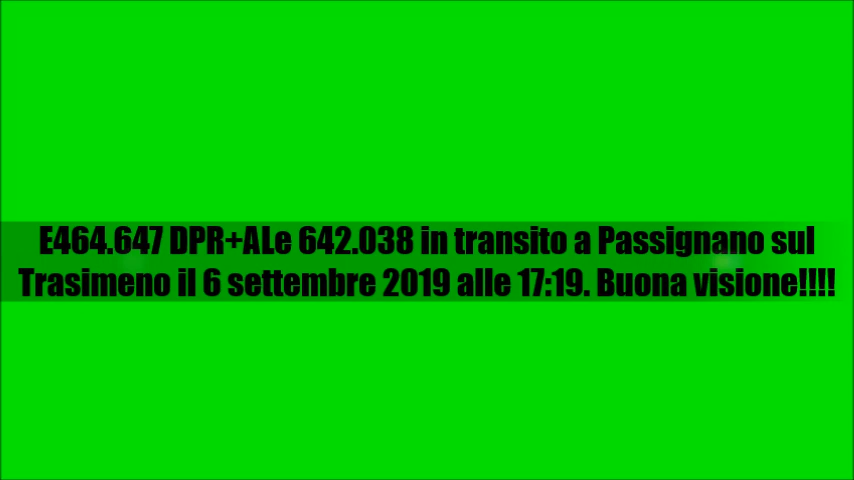 E464.647 DPR+ALe 642.038 in transito a Passignano sul
Trasimeno il 6 settembre 2019 alle 17:19. Buona visione!!!!